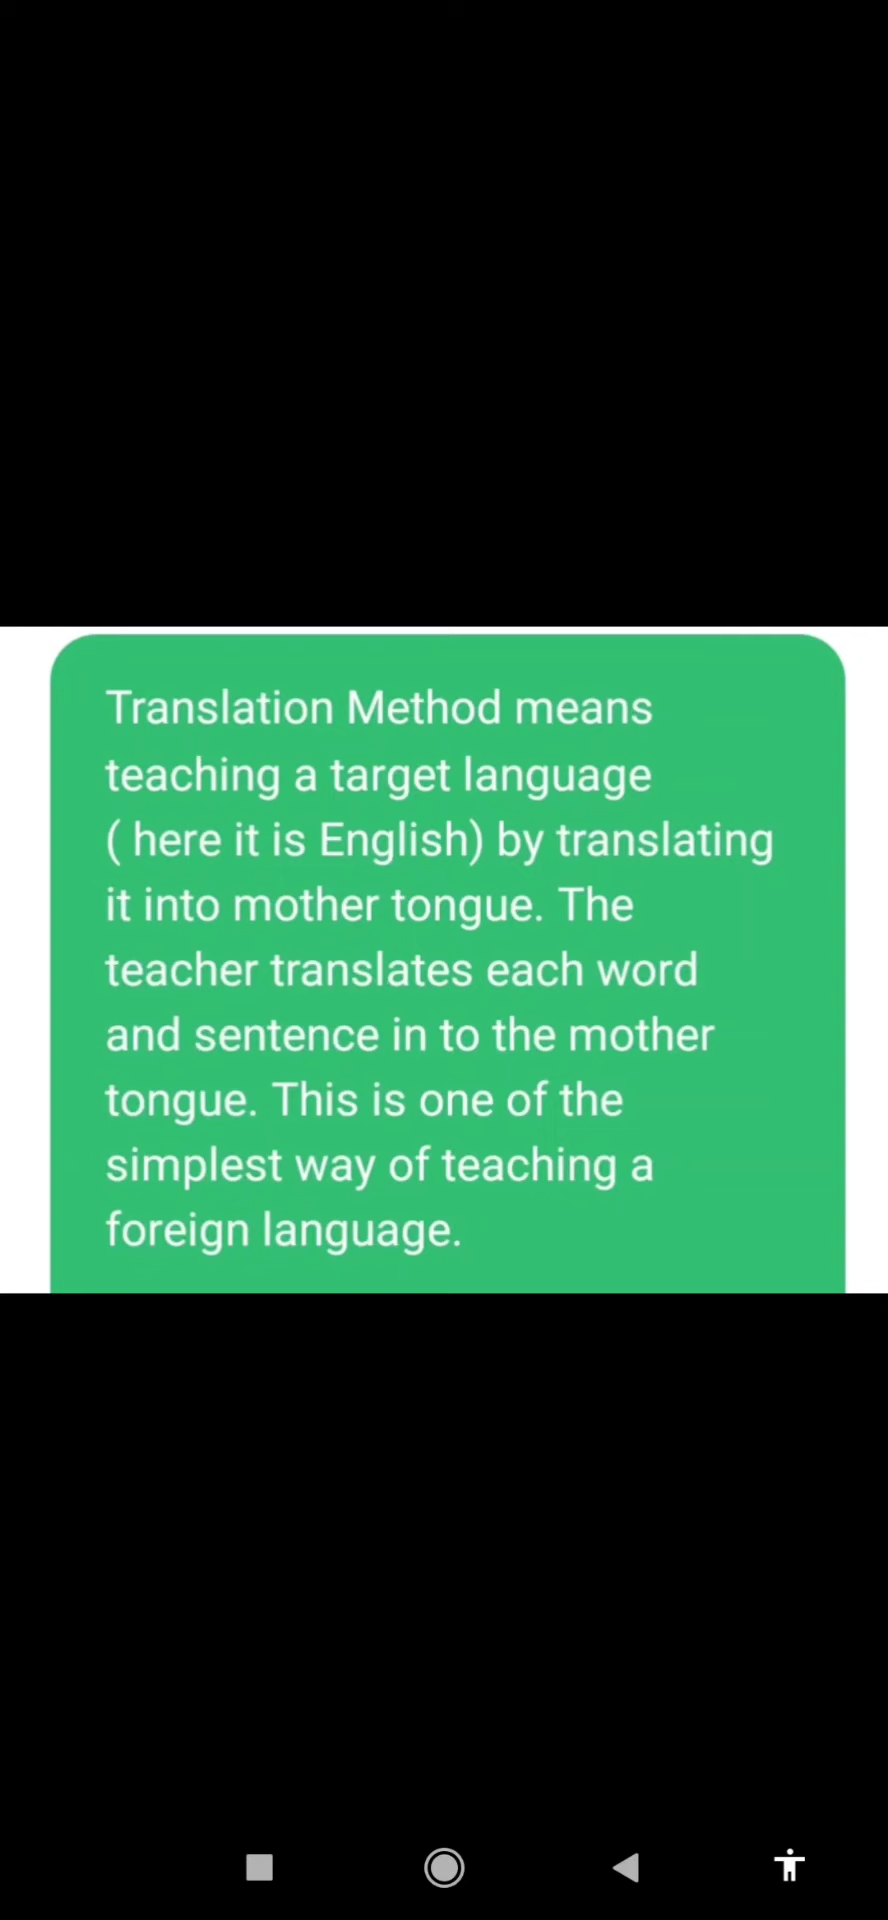 Translation Method means
teaching a target language
( here it is English) by translating
it into mother tongue. The
teacher translates each word
and sentence in to the mother
tongue. This is one of the
simplest way of teaching a
foreign language.